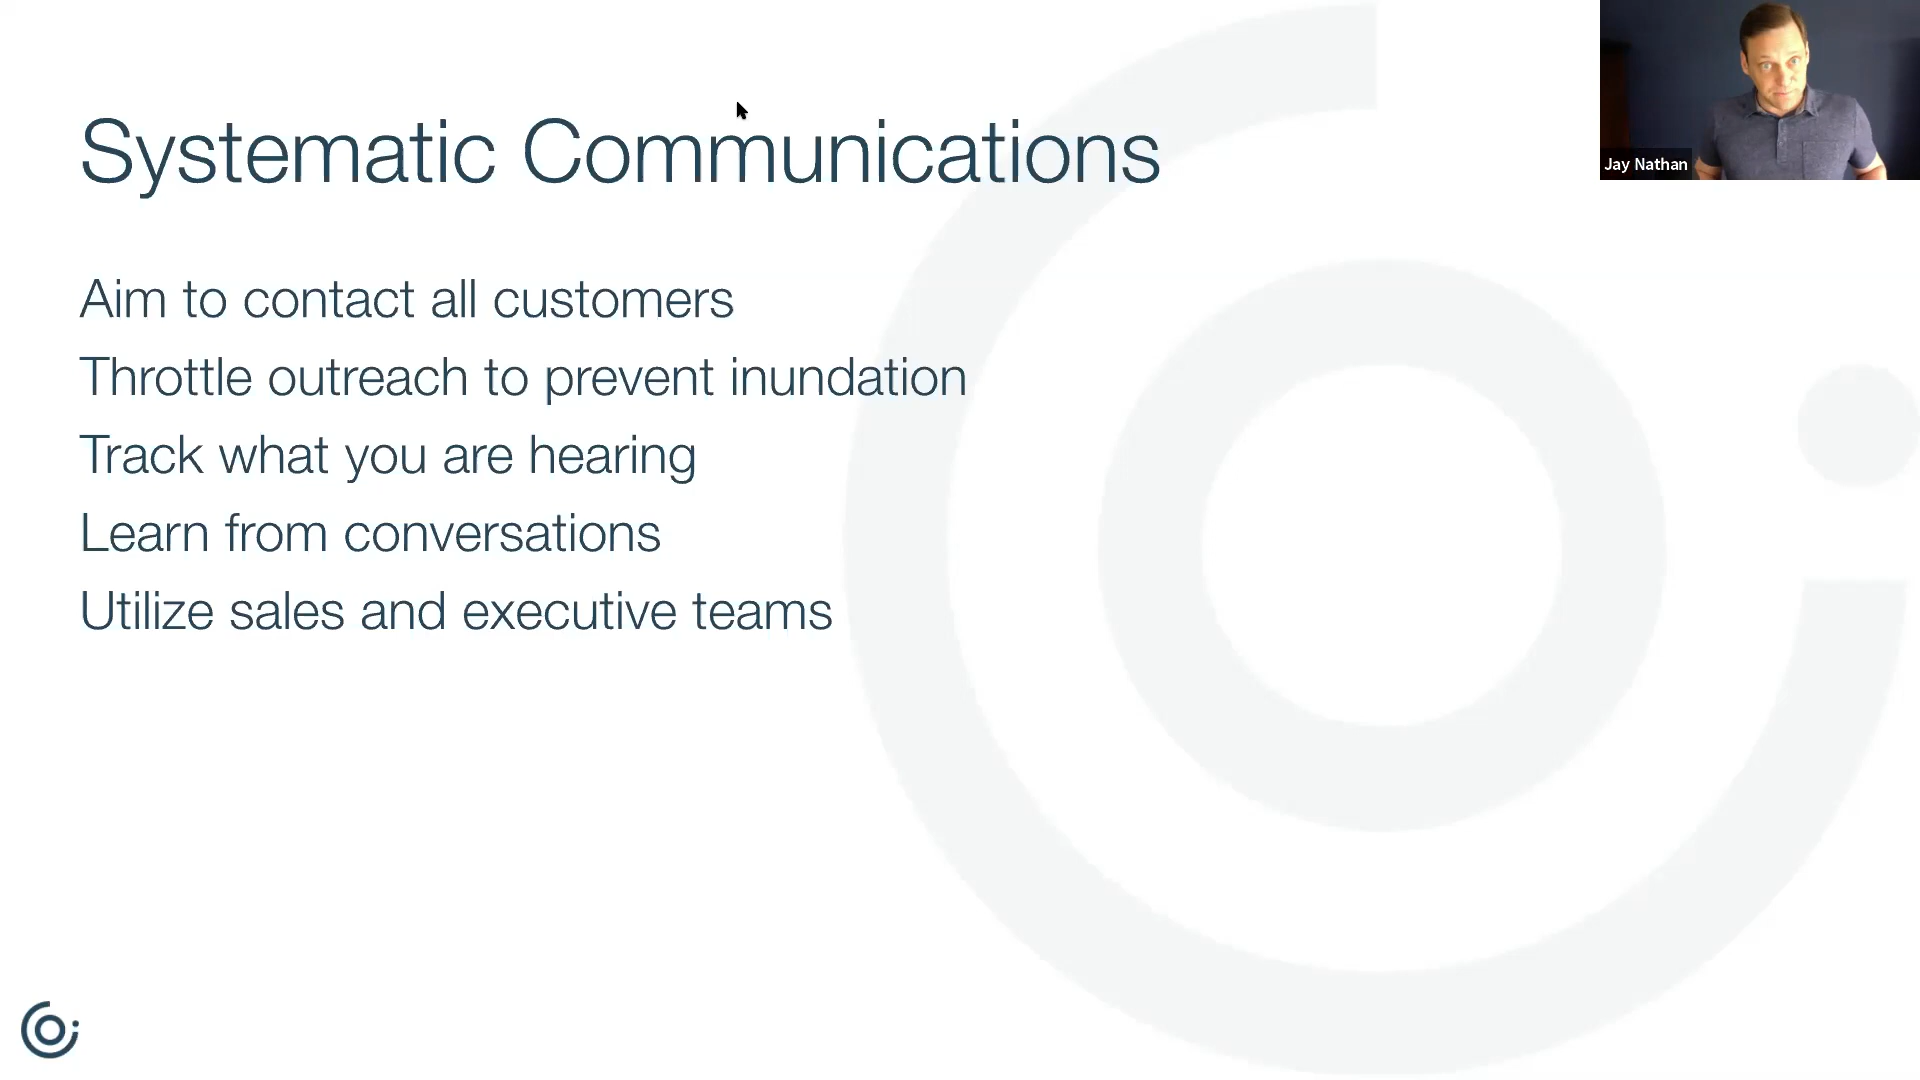 Systematic Communications
Aim to contact all customers
Throttle outreach to prevent inundation
Track what you are hearing
Learn from conversations
Utilize sales and executive teams
Jay Nathan